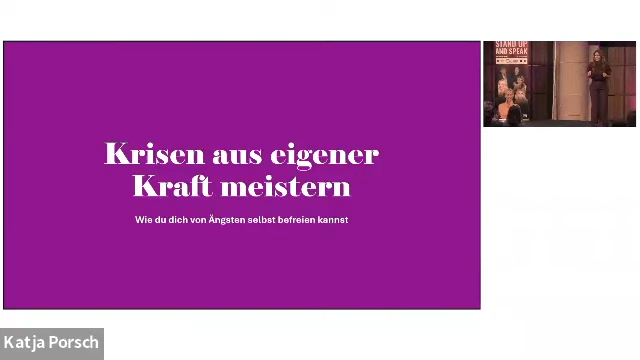 Krisen aus eigener
Kraft meistern
Wie du dich von Ängsten selbst befreien kannst
STAND UP
AND SPEAK
Katja Porsch